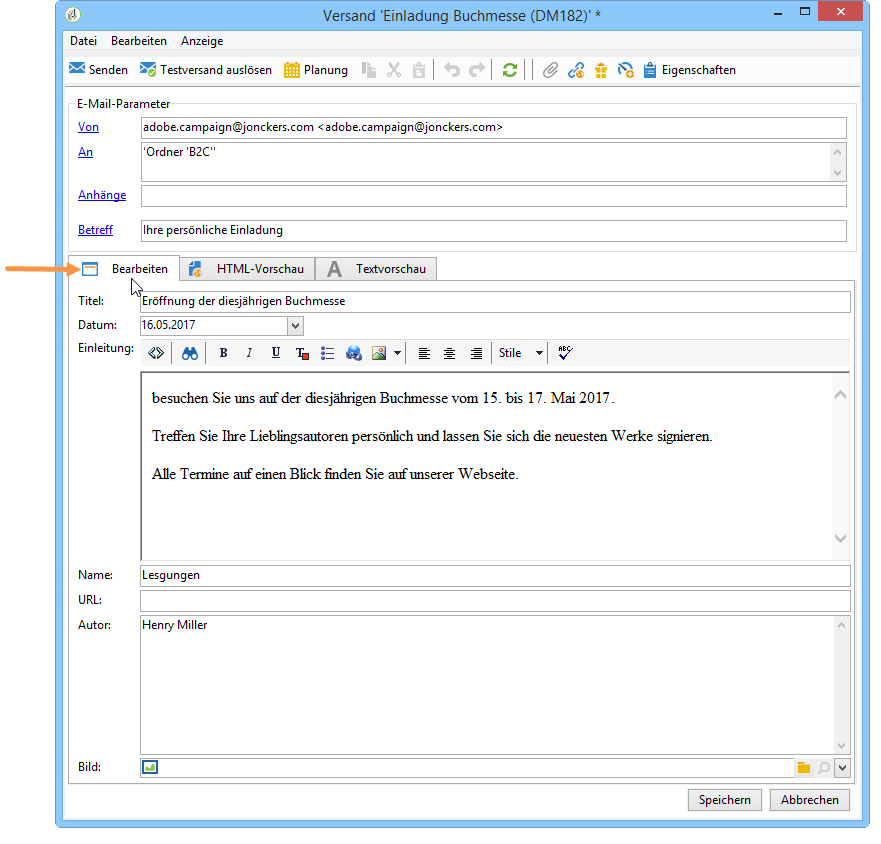 Versand 'Einladung Buchmesse (DM182)' *
Datei Bearbeiten Anzeige
Senden Testversand auslösen Planung Eigenschaften
E-Mail-Parameter
Von adobe.campaign@jonckers.com <adobe.campaign@jonckers.com>
An 'Ordner 'B2C''
Anhänge
Betreff Ihre persönliche Einladung
Bearbeiten HTML-Vorschau A Textvorschau
Titel: Eröffnung der diesjährigen Buchmesse
Datum: 16.05.2017
Einleitung: B I U T Stile ABC
besuchen Sie uns auf der diesjährigen Buchmesse vom 15. bis 17. Mai 2017.
Treffen Sie Ihre Lieblingsautoren persönlich und lassen Sie sich die neuesten Werke signieren.
Alle Termine auf einen Blick finden Sie auf unserer Webseite.
Name: Lesgungen
URL:
Autor: Henry Miller
Bild:
Speichern Abbrechen